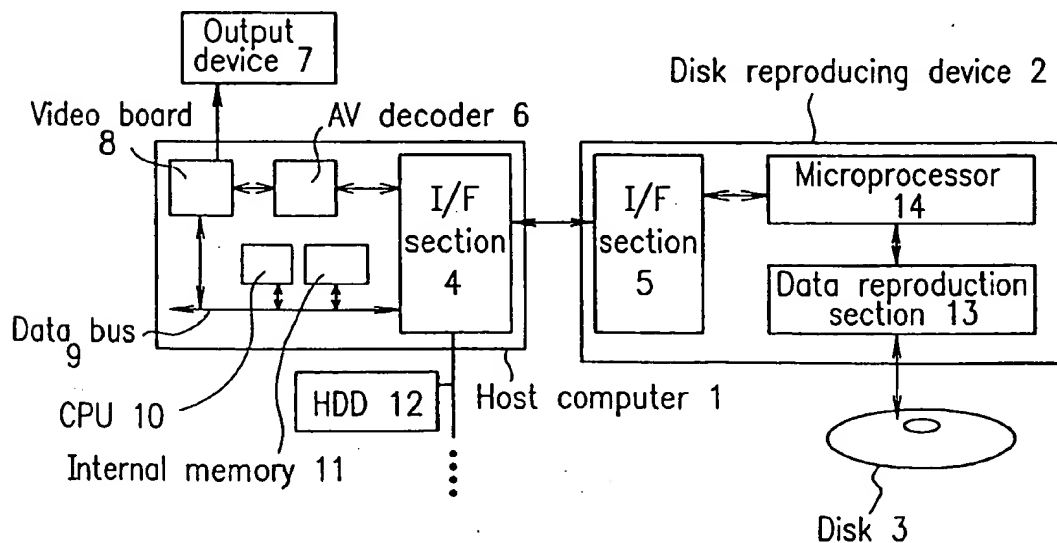 Output
device 7
Disk reproducing device 2
Video board
8
AV decoder 6
I/F
section
4
I/F
section
5
Microprocessor
14
Data reproduction
section 13
Data bus
9
CPU 10
Internal memory 11
HDD 12
Host computer 1
Disk 3